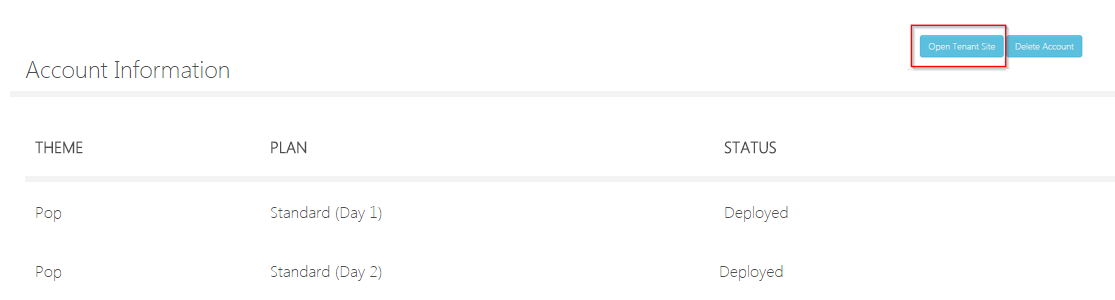 Open Tenant Site Delete Account
Account Information
THEME PLAN STATUS
Pop Standard (Day 1) Deployed
Pop Standard (Day 2) Deployed